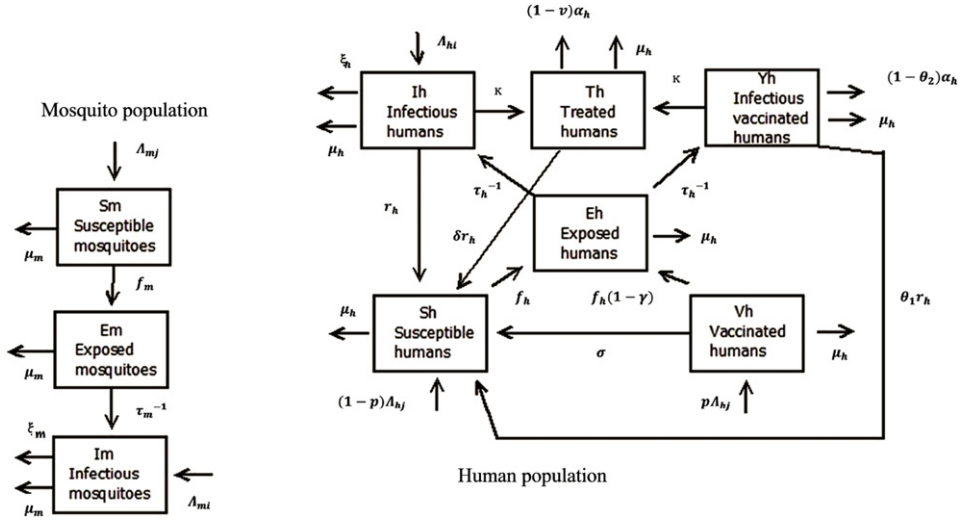 Mosquito population
Λₘⱼ
Sm
Susceptible
mosquitoes
μₘ
fₘ
Em
Exposed
mosquitoes
μₘ
τₘ⁻¹
ξₘ
Im
Infectious
mosquitoes
μₘ
Λₘᵢ
Λₕᵢ
ξₕ
Ih
Infectious
humans
μₕ
κ
(1−v)αₕ
μₕ
Th
Treated
humans
κ
Yh
Infectious
vaccinated
humans
(1−θ₂)αₕ
μₕ
τₕ⁻¹
τₕ⁻¹
rₕ
δrₕ
Eh
Exposed
humans
μₕ
θ₁rₕ
fₕ
fₕ(1−γ)
μₕ
Sh
Susceptible
humans
σ
Vh
Vaccinated
humans
μₕ
(1−p)Λₕⱼ
pΛₕⱼ
Human population